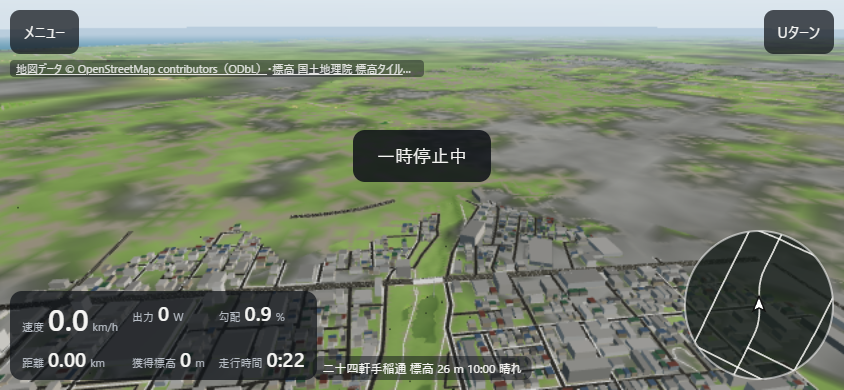 メニュー
Uターン
地図データ © OpenStreetMap contributors（ODbL）・標高 国土地理院 標高タイル...
一時停止中
速度 0.0 km/h 出力 0 W 勾配 0.9 %
距離 0.00 km 獲得標高 0 m 走行時間 0:22
二十四軒手稲通 標高 26 m 10:00 晴れ